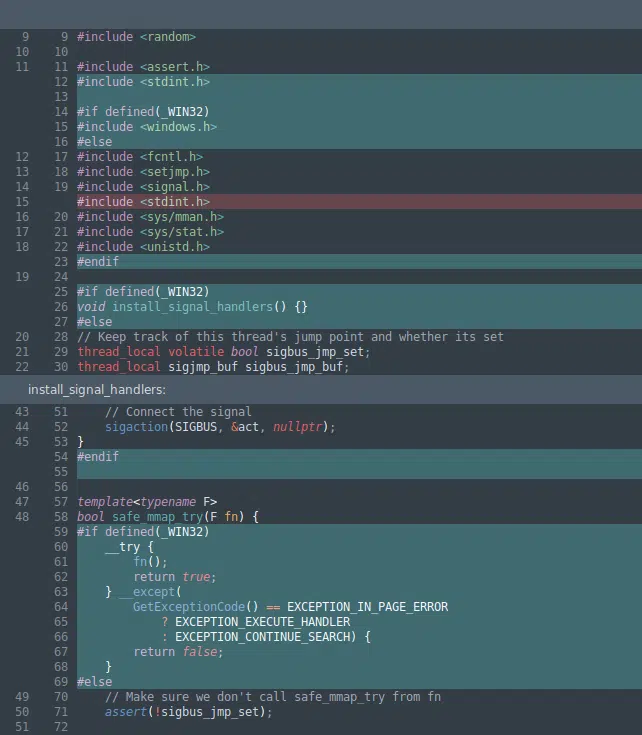 9 9 #include <random>
10 10
11 11 #include <assert.h>
12 #include <stdint.h>
13
14 #if defined(_WIN32)
15 #include <windows.h>
16 #else
12 17 #include <fcntl.h>
13 18 #include <setjmp.h>
14 19 #include <signal.h>
15 #include <stdint.h>
16 20 #include <sys/mman.h>
17 21 #include <sys/stat.h>
18 22 #include <unistd.h>
23 #endif
19 24
25 #if defined(_WIN32)
26 void install_signal_handlers() {}
27 #else
20 28 // Keep track of this thread's jump point and whether its set
21 29 thread_local volatile bool sigbus_jmp_set;
22 30 thread_local sigjmp_buf sigbus_jmp_buf;
install_signal_handlers:
43 51 // Connect the signal
44 52 sigaction(SIGBUS, &act, nullptr);
45 53 }
54 #endif
55
46 56
47 57 template<typename F>
48 58 bool safe_mmap_try(F fn) {
59 #if defined(_WIN32)
60 __try {
61 fn();
62 return true;
63 } __except(
64 GetExceptionCode() == EXCEPTION_IN_PAGE_ERROR
65 ? EXCEPTION_EXECUTE_HANDLER
66 : EXCEPTION_CONTINUE_SEARCH) {
67 return false;
68 }
69 #else
49 70 // Make sure we don't call safe_mmap_try from fn
50 71 assert(!sigbus_jmp_set);
51 72